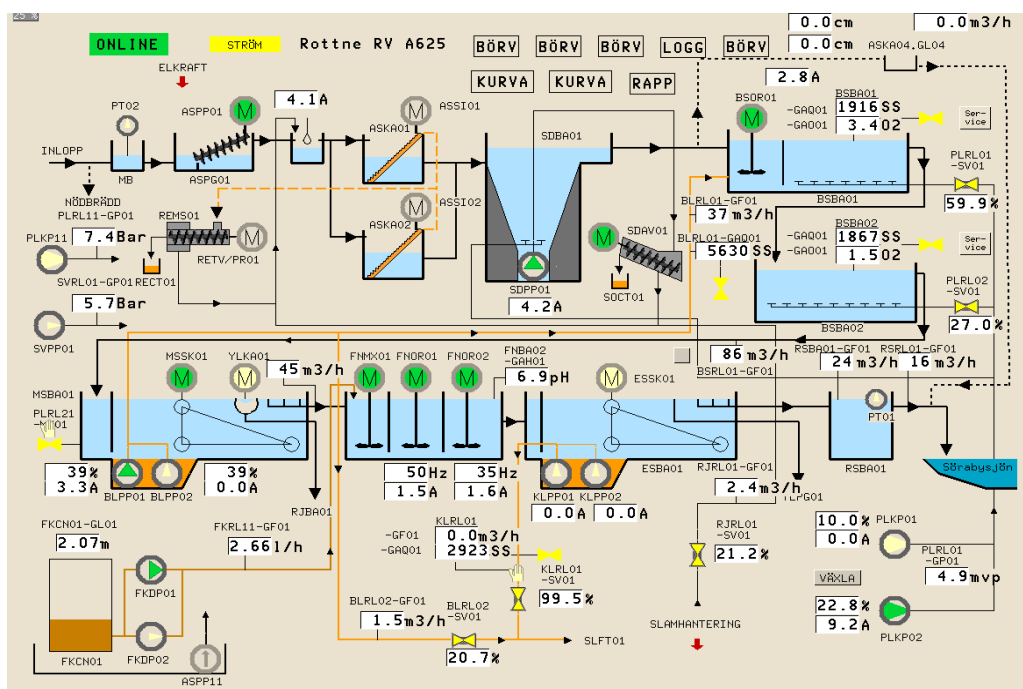 25 %
0.0cm
0.0m3/h
ONLINE
STRÖM
Rottne RV A625
BÖRV
BÖRV
BÖRV
LOGG
BÖRV
0.0cm
ASKA04.GL04
ELKRAFT
KURVA
KURVA
RAPP
2.8A
PT02
ASPP01
4.1A
ASSI01
BSOR01
BSBA01
-GAQ01
1916SS
-GAO01
3.4O2
Ser-
vice
ASKA01
SDBA01
INLOPP
MB
ASPG01
PLRL01
-SV01
NÖDBRÄDD
BSBA01
59.9%
PLRL11-GP01
REMS01
ASSI02
BLRL01-GF01
37m3/h
BSBA02
PLKP11
7.4Bar
ASKA02
SDAV01
BLRL01-GAQ01
5630SS
-GAQ01
1867SS
-GAO01
1.5O2
Ser-
vice
RETV/PR01
SVRL01-GP01
RECT01
SDPP01
SOCT01
PLRL02
-SV01
5.7Bar
4.2A
27.0%
SVPP01
BSBA02
MSSK01
YLKA01
FNMX01
FNOR01
FNOR02
FNBA02
-GAH01
86m3/h
BSRL01-GF01
RSBA01-GF01
RSRL01-GF01
24m3/h
16m3/h
45m3/h
6.9pH
ESSK01
MSBA01
PLRL21
PT01
39%
3.3A
BLPP01
BLPP02
39%
0.0A
50Hz
1.5A
35Hz
1.6A
KLPP01
KLPP02
ESBA01
RJRL01-GF01
RSBA01
Sörabysjön
RJBA01
0.0A
0.0A
2.4m3/h
FKCN01-GL01
2.07m
FKRL11-GF01
2.66l/h
KLRL01
-GF01
0.0m3/h
-GAQ01
2923SS
RJRL01
-SV01
21.2%
10.0%
0.0A
PLKP01
PLRL01
-GP01
4.9mvp
FKDP01
KLRL01
-SV01
99.5%
VÄXLA
BLRL02-GF01
1.5m3/h
BLRL02
-SV01
22.8%
9.2A
SLAMHANTERING
SLFT01
PLKP02
20.7%
FKCN01
FKDP02
ASPP11